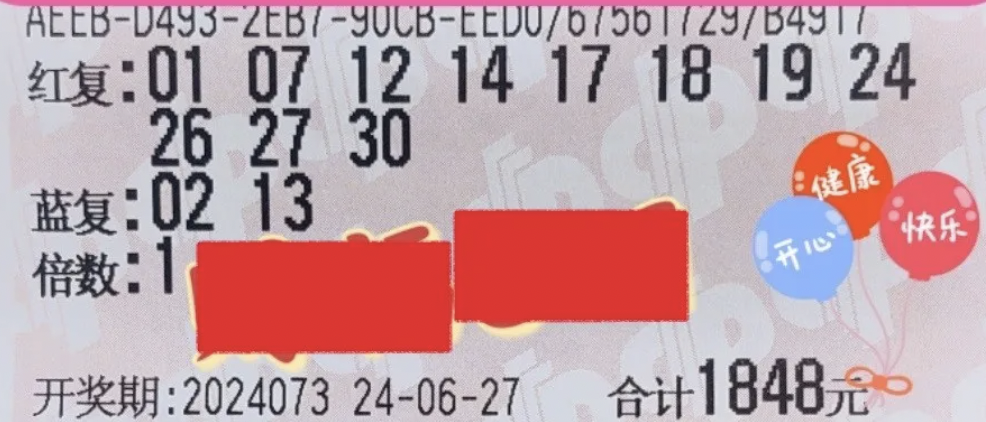 AEEB-D493-2EB7-90CB-EED0/67561729/B4917
红复:01 07 12 14 17 18 19 24
26 27 30
蓝复:02 13
倍数:1
健康
开心
快乐
开奖期:2024073 24-06-27 合计1848元